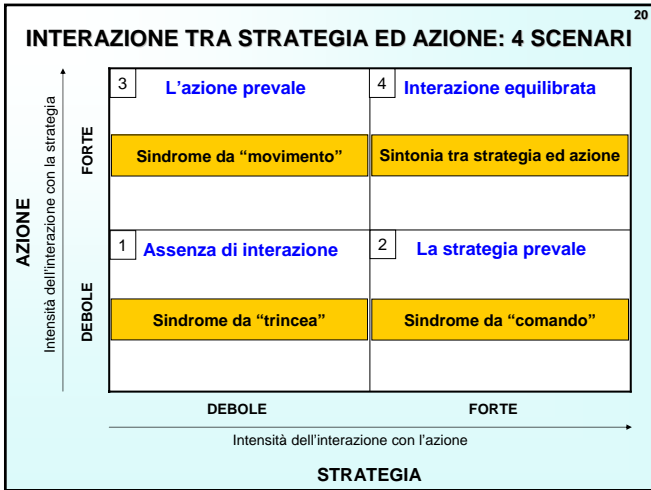 20
INTERAZIONE TRA STRATEGIA ED AZIONE: 4 SCENARI
AZIONE
Intensità dell'interazione con la strategia
FORTE
DEBOLE
3
L'azione prevale
Sindrome da “movimento”
4
Interazione equilibrata
Sintonia tra strategia ed azione
1
Assenza di interazione
Sindrome da “trincea”
2
La strategia prevale
Sindrome da “comando”
DEBOLE
FORTE
Intensità dell'interazione con l'azione
STRATEGIA